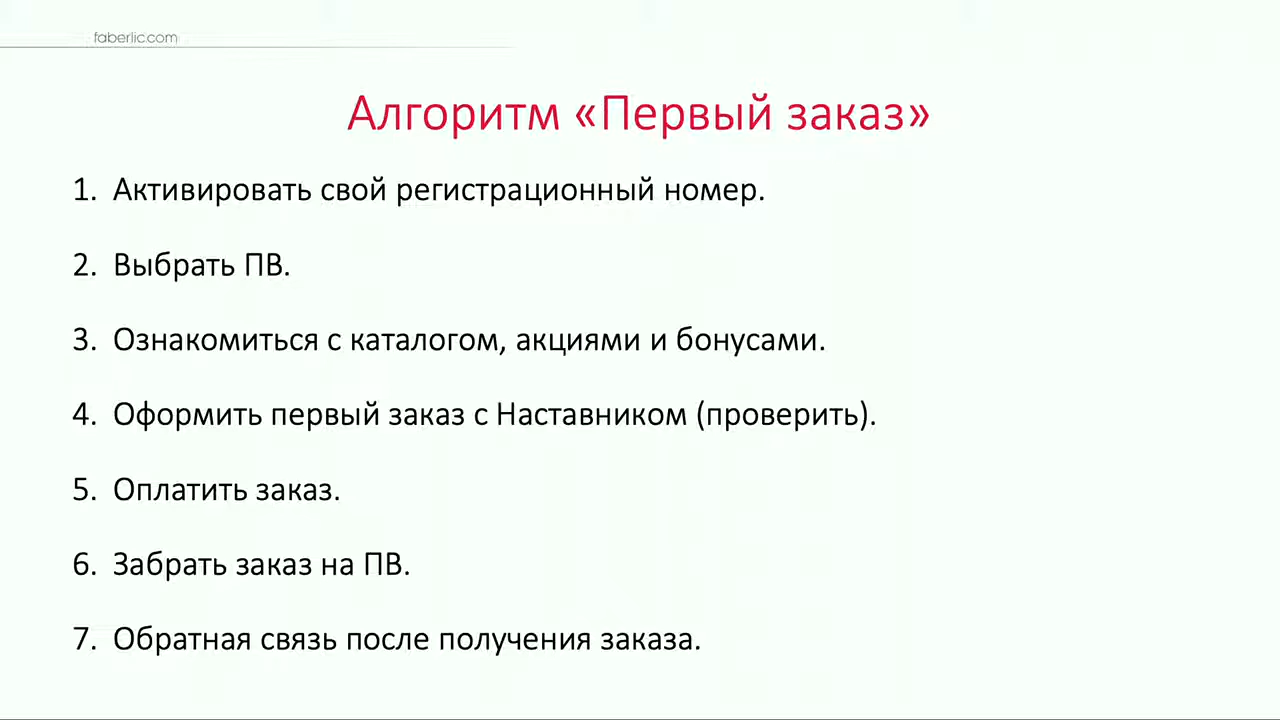 faberlic.com
Алгоритм «Первый заказ»
1. Активировать свой регистрационный номер.
2. Выбрать ПВ.
3. Ознакомиться с каталогом, акциями и бонусами.
4. Оформить первый заказ с Наставником (проверить).
5. Оплатить заказ.
6. Забрать заказ на ПВ.
7. Обратная связь после получения заказа.